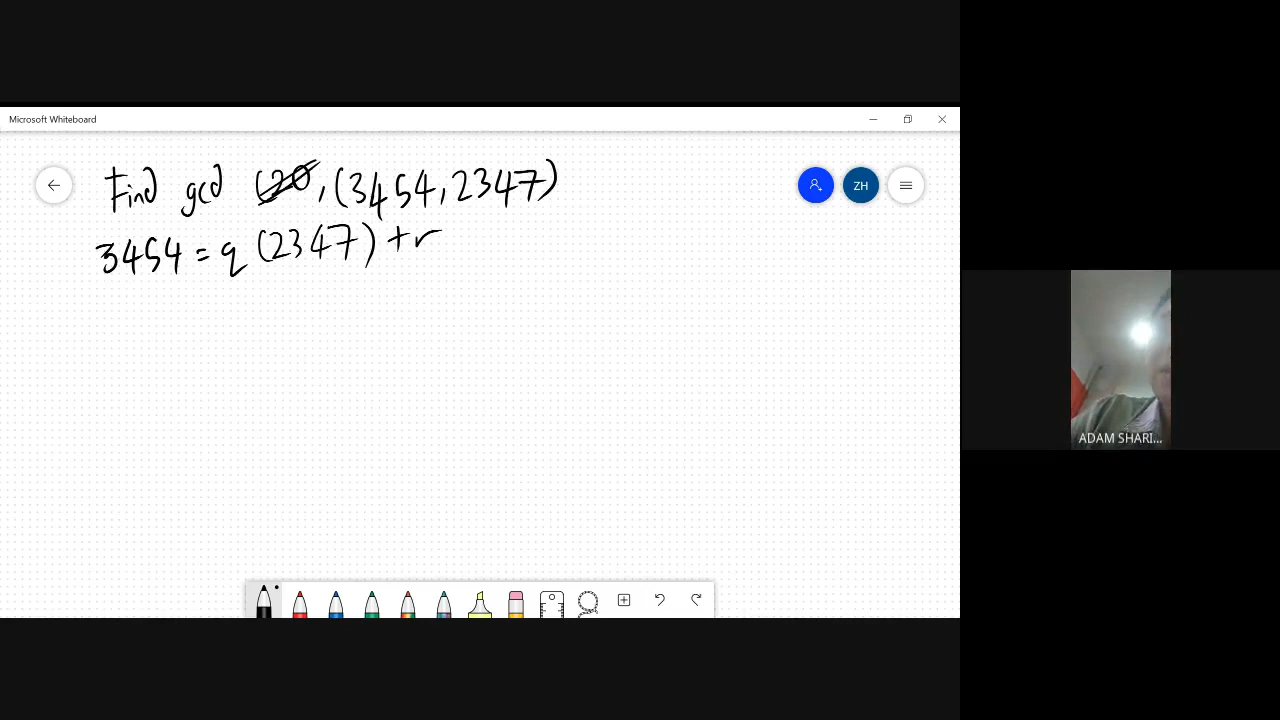 Microsoft Whiteboard
Find gcd (20, (3454, 2347)
3454 = q (2347) + r
ZH
ADAM SHARI...